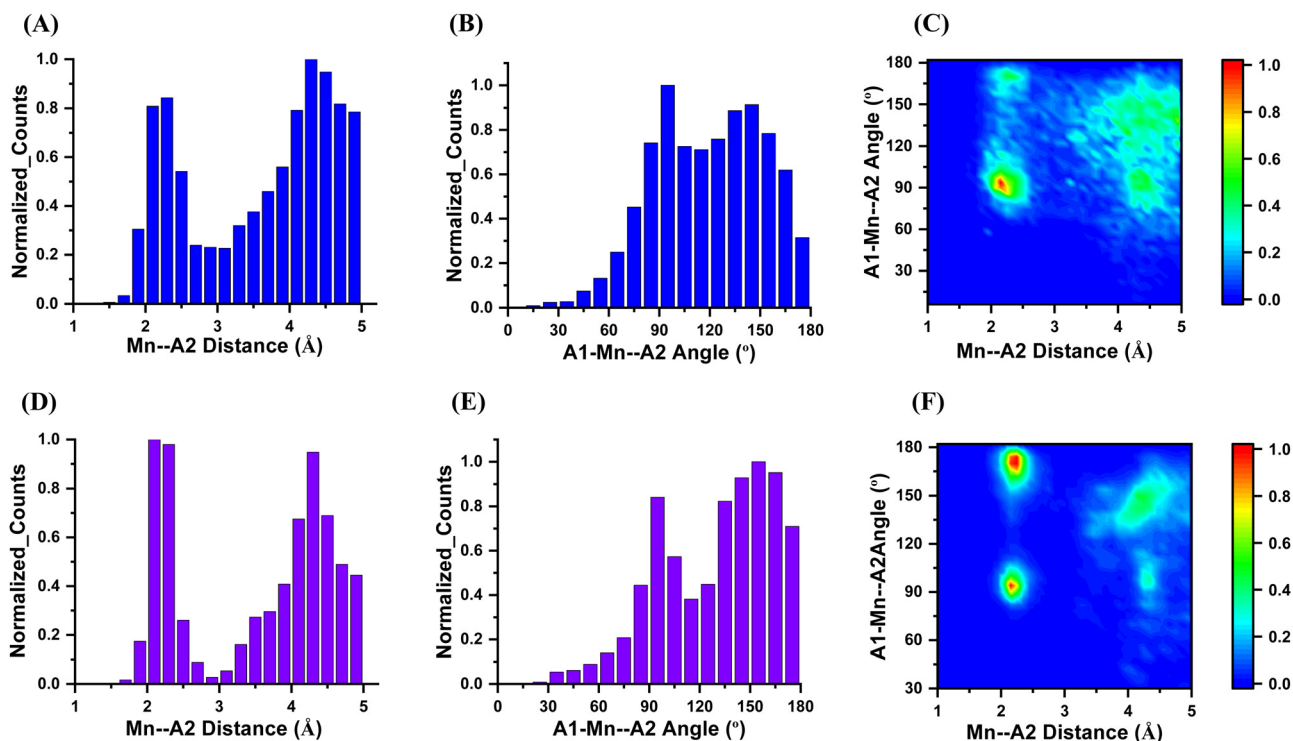 (A)
1.0
0.8
0.6
0.4
0.2
0.0
Normalized_Counts
1 2 3 4 5
Mn--A2 Distance (Å)
(B)
1.0
0.8
0.6
0.4
0.2
0.0
Normalized_Counts
0 30 60 90 120 150 180
A1-Mn--A2 Angle (º)
(C)
180
150
120
90
60
30
A1-Mn--A2 Angle (º)
1 2 3 4 5
Mn--A2 Distance (Å)
1.0
0.8
0.6
0.4
0.2
0.0
(D)
1.0
0.8
0.6
0.4
0.2
0.0
Normalized_Counts
1 2 3 4 5
Mn--A2 Distance (Å)
(E)
1.0
0.8
0.6
0.4
0.2
0.0
Normalized_Counts
0 30 60 90 120 150 180
A1-Mn--A2 Angle (º)
(F)
180
150
120
90
60
30
A1-Mn--A2Angle (º)
1 2 3 4 5
Mn--A2 Distance (Å)
1.0
0.8
0.6
0.4
0.2
0.0